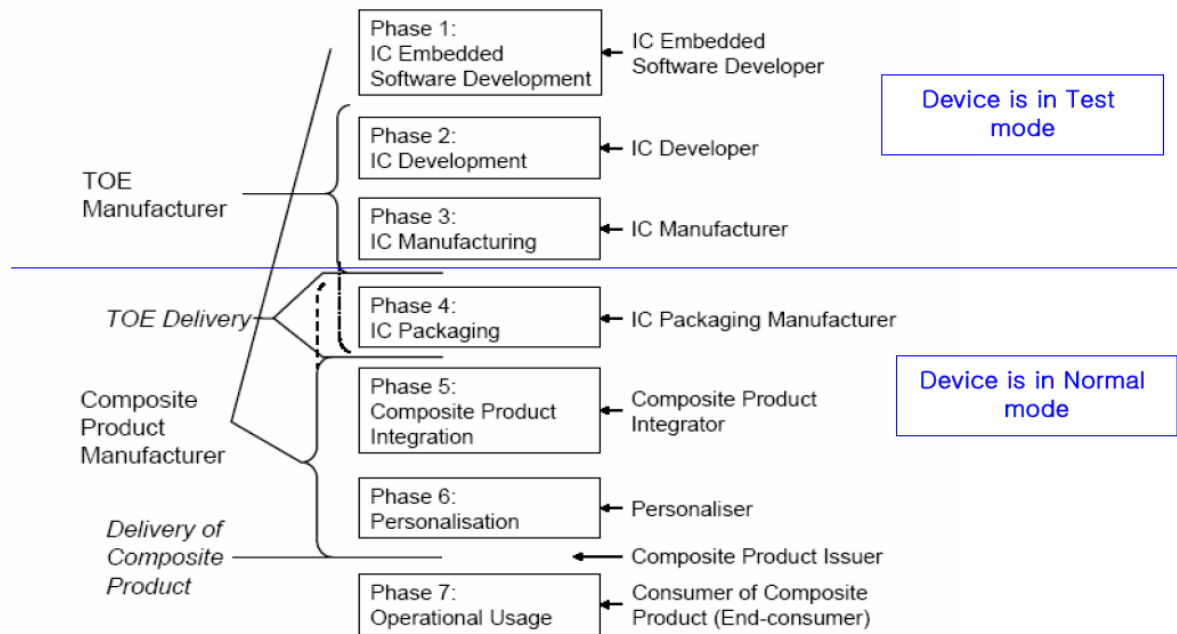 Phase 1:
IC Embedded
Software Development
IC Embedded
Software Developer
Device is in Test
mode
Phase 2:
IC Development
IC Developer
TOE
Manufacturer
Phase 3:
IC Manufacturing
IC Manufacturer
TOE Delivery
Phase 4:
IC Packaging
IC Packaging Manufacturer
Device is in Normal
mode
Composite
Product
Manufacturer
Phase 5:
Composite Product
Integration
Composite Product
Integrator
Phase 6:
Personalisation
Personaliser
Delivery of
Composite
Product
Composite Product Issuer
Phase 7:
Operational Usage
Consumer of Composite
Product (End-consumer)